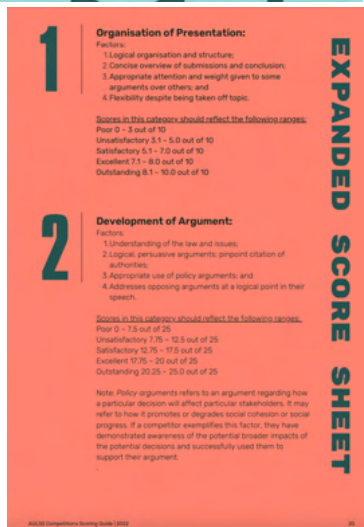 1
Organisation of Presentation:
Factors:
1. Logical organisation and structure;
2. Concise overview of submissions and conclusion;
3. Appropriate attention and weight given to some
arguments over others; and
4. Flexibility despite being taken off topic.
Scores in this category should reflect the following ranges:
Poor 0 – 3 out of 10
Unsatisfactory 3.1 – 5.0 out of 10
Satisfactory 5.1 – 7.0 out of 10
Excellent 7.1 – 8.0 out of 10
Outstanding 8.1 – 10.0 out of 10
2
Development of Argument:
Factors:
1. Understanding of the law and issues;
2. Logical, persuasive arguments; pinpoint citation of
authorities;
3. Appropriate use of policy arguments; and
4. Addresses opposing arguments at a logical point in their
speech.
Scores in this category should reflect the following ranges:
Poor 0 – 7.5 out of 25
Unsatisfactory 7.75 – 12.5 out of 25
Satisfactory 12.75 – 17.5 out of 25
Excellent 17.75 – 20 out of 25
Outstanding 20.25 – 25.0 out of 25
Note: Policy arguments refers to an argument regarding how
a particular decision will affect particular stakeholders. It may
refer to how it promotes or degrades social cohesion or social
progress. If a competitor exemplifies this factor, they have
demonstrated awareness of the potential broader impacts of
the potential decisions and successfully used them to
support their argument.
EXPANDED SCORE SHEET
AULSS Competitions Scoring Guide | 2022